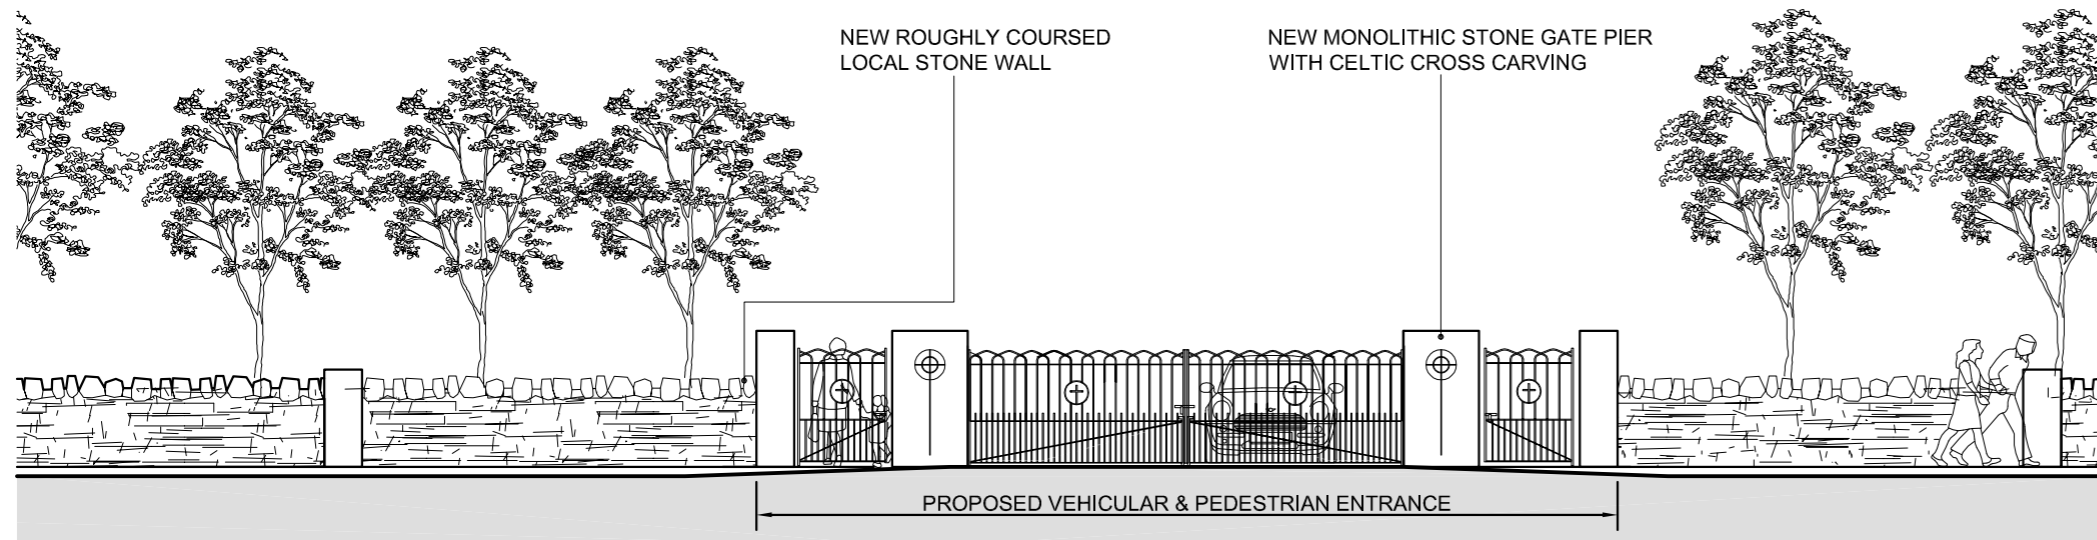 NEW ROUGHLY COURSED
LOCAL STONE WALL
NEW MONOLITHIC STONE GATE PIER
WITH CELTIC CROSS CARVING
PROPOSED VEHICULAR & PEDESTRIAN ENTRANCE